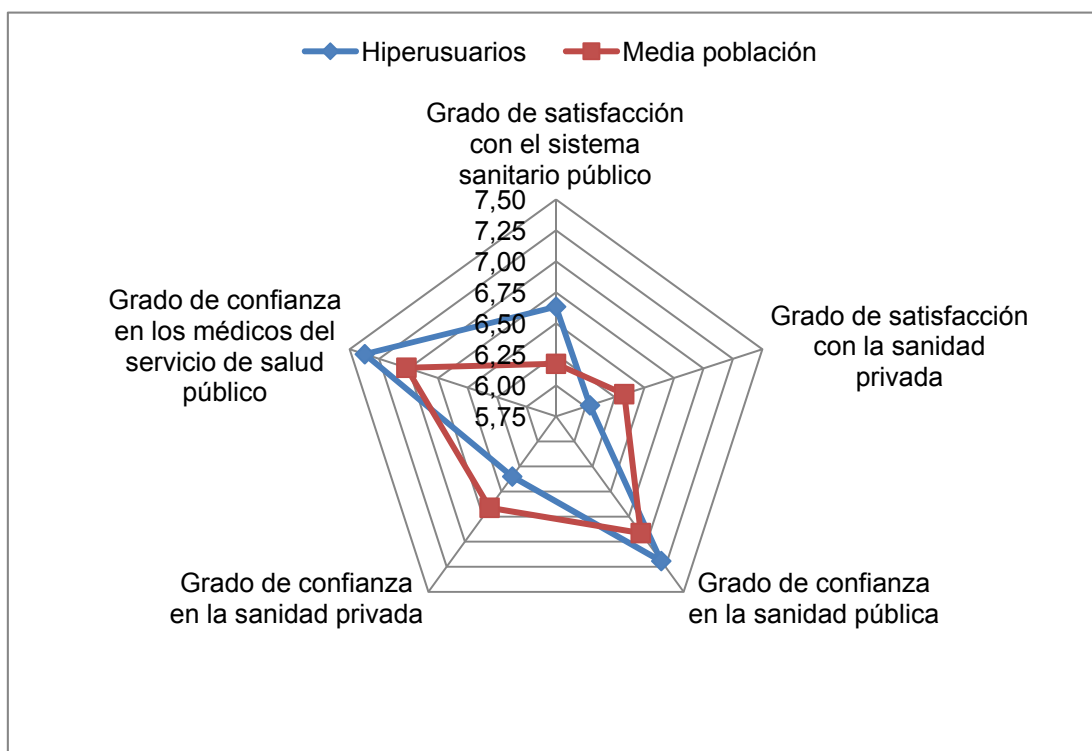 Hiperusuarios
Media población
Grado de satisfacción
con el sistema
sanitario público
7,50
7,25
7,00
6,75
6,50
6,25
6,00
5,75
Grado de satisfacción
con la sanidad
privada
Grado de confianza
en la sanidad pública
Grado de confianza
en la sanidad privada
Grado de confianza
en los médicos del
servicio de salud
público